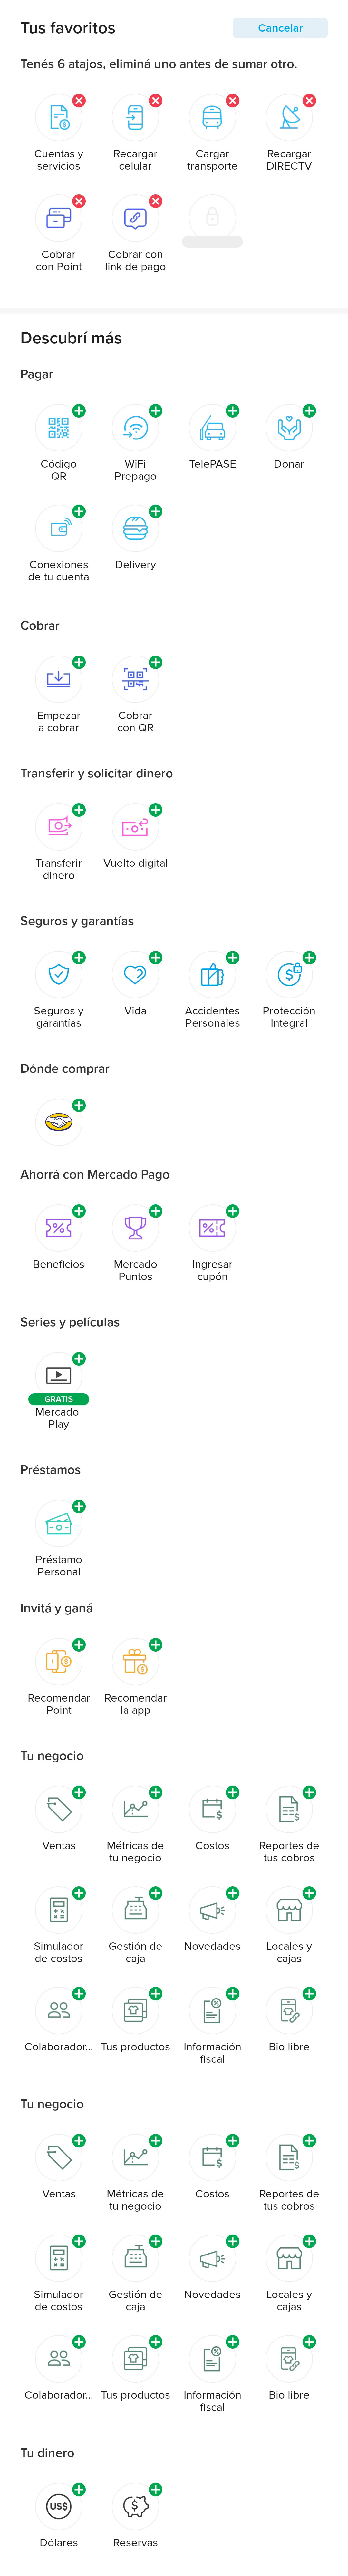 Tus favoritos
Cancelar
Tenés 6 atajos, eliminá uno antes de sumar otro.
Cuentas y
servicios
Recargar
celular
Cargar
transporte
Recargar
DIRECTV
Cobrar
con Point
Cobrar con
link de pago
Descubrí más
Pagar
Código
QR
WiFi
Prepago
TelePASE
Donar
Conexiones
de tu cuenta
Delivery
Cobrar
Empezar
a cobrar
Cobrar
con QR
Transferir y solicitar dinero
Transferir
dinero
Vuelto digital
Seguros y garantías
Seguros y
garantías
Vida
Accidentes
Personales
Protección
Integral
Dónde comprar
Ahorrá con Mercado Pago
Beneficios
Mercado
Puntos
Ingresar
cupón
Series y películas
GRATIS
Mercado
Play
Préstamos
Préstamo
Personal
Invitá y ganá
Recomendar
Point
Recomendar
la app
Tu negocio
Ventas
Métricas de
tu negocio
Costos
Reportes de
tus cobros
Simulador
de costos
Gestión de
caja
Novedades
Locales y
cajas
Colaborador...
Tus productos
Información
fiscal
Bio libre
Tu negocio
Ventas
Métricas de
tu negocio
Costos
Reportes de
tus cobros
Simulador
de costos
Gestión de
caja
Novedades
Locales y
cajas
Colaborador...
Tus productos
Información
fiscal
Bio libre
Tu dinero
US$
Dólares
Reservas